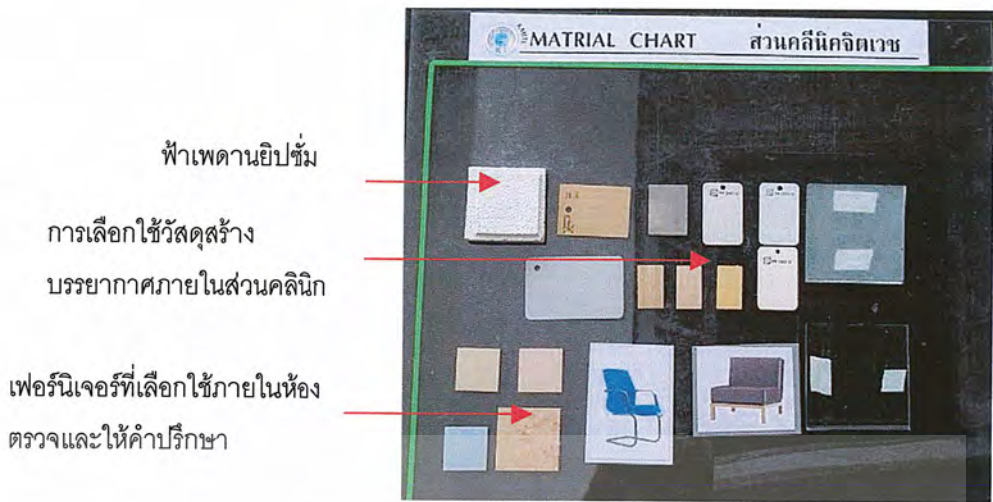 MATRIAL CHART ส่วนคลีนิคจิตเวช
ฟ้าเพดานยิปซั่ม
การเลือกใช้วัสดุสร้าง
บรรยากาศภายในส่วนคลินิก
เฟอร์นิเจอร์ที่เลือกใช้ภายในห้อง
ตรวจและให้คำปรึกษา